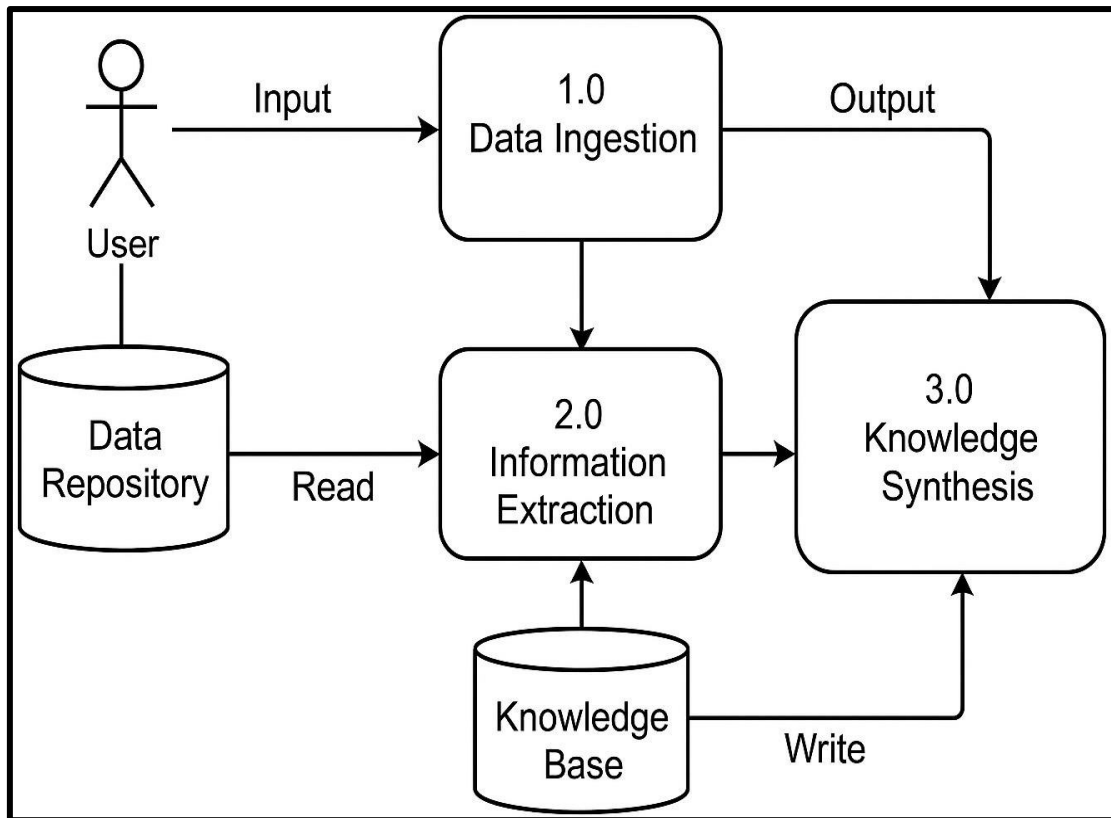 Input
1.0
Data Ingestion
Output
User
Data
Repository
Read
2.0
Information
Extraction
3.0
Knowledge
Synthesis
Knowledge
Base
Write